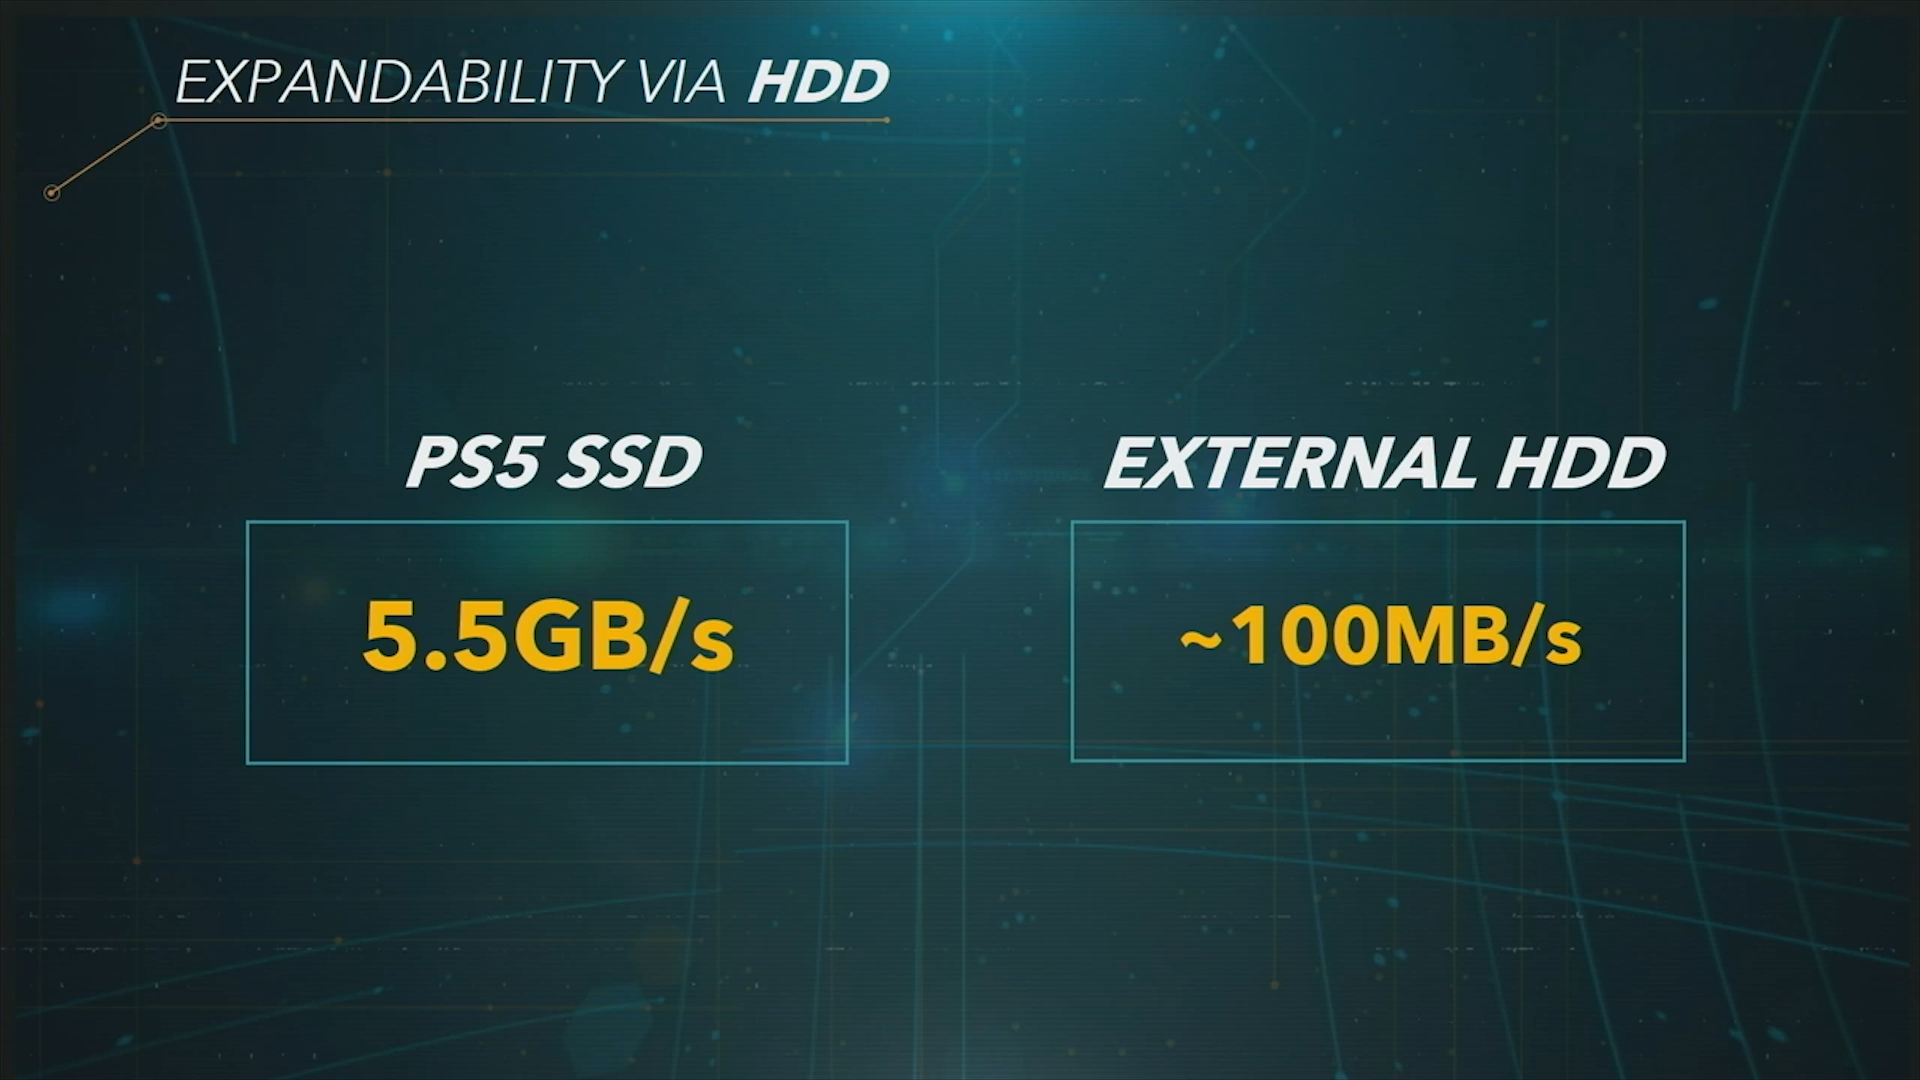 EXPANDABILITY VIA HDD
PS5 SSD
5.5GB/s
EXTERNAL HDD
~100MB/s